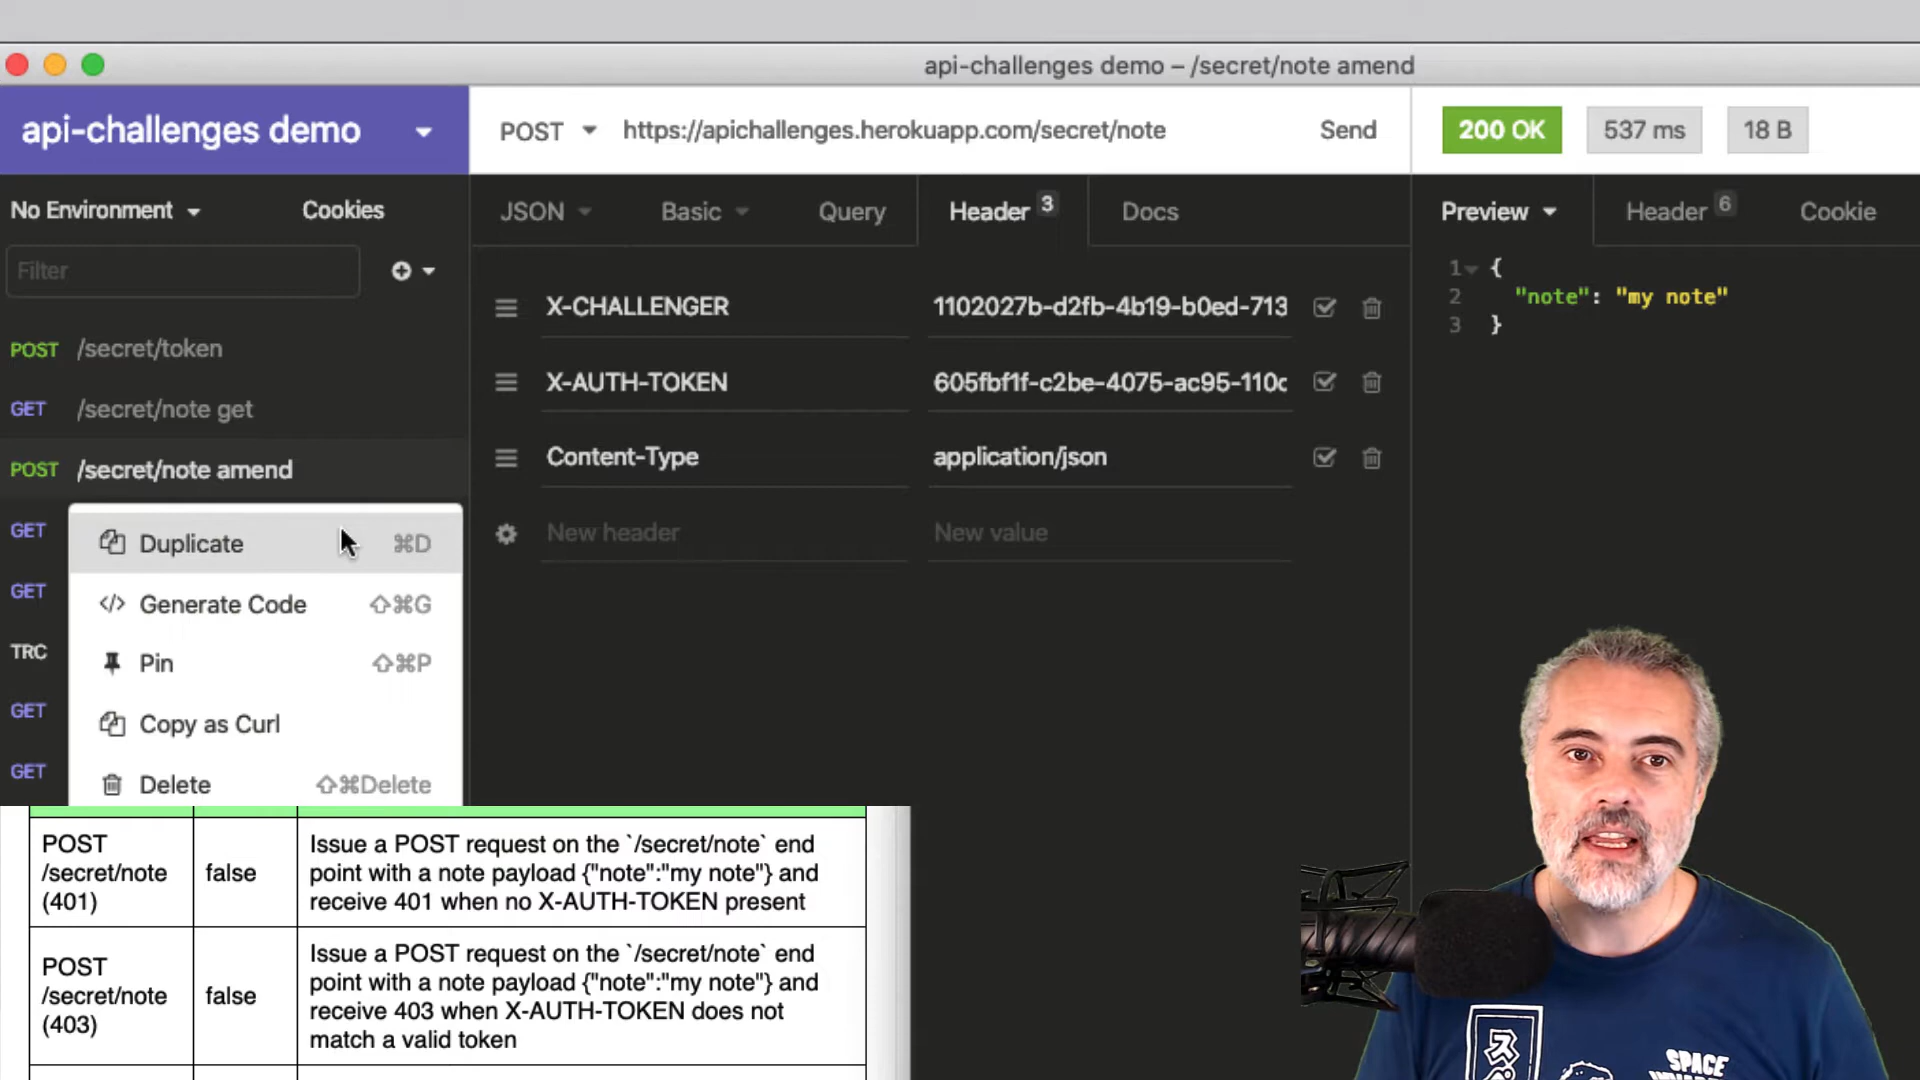 api-challenges demo – /secret/note amend
api-challenges demo
POST
https://apichallenges.herokuapp.com/secret/note
Send
200 OK
537 ms
18 B
No Environment
Cookies
Filter
POST /secret/token
GET /secret/note get
POST /secret/note amend
GET
GET
TRC
GET
GET
Duplicate ⌘D
Generate Code ⇧⌘G
Pin ⇧⌘P
Copy as Curl
Delete ⇧⌘Delete
JSON
Basic
Query
Header 3
Docs
X-CHALLENGER 1102027b-d2fb-4b19-b0ed-713
X-AUTH-TOKEN 605fbf1f-c2be-4075-ac95-110c
Content-Type application/json
New header New value
Preview
Header 6
Cookie
1 {
2 "note": "my note"
3 }
POST
/secret/note
(401)
false
Issue a POST request on the `/secret/note` end
point with a note payload {"note":"my note"} and
receive 401 when no X-AUTH-TOKEN present
POST
/secret/note
(403)
false
Issue a POST request on the `/secret/note` end
point with a note payload {"note":"my note"} and
receive 403 when X-AUTH-TOKEN does not
match a valid token
スペ
SPACE